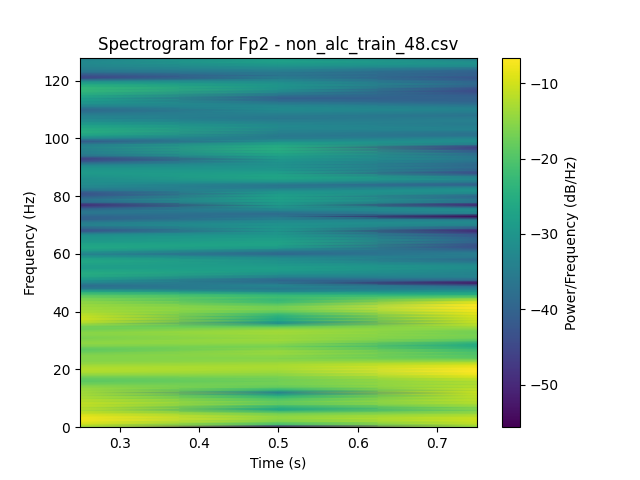 Spectrogram for Fp2 - non_alc_train_48.csv
120
100
80
60
40
20
0
Frequency (Hz)
0.3 0.4 0.5 0.6 0.7
Time (s)
−10
−20
−30
−40
−50
Power/Frequency (dB/Hz)